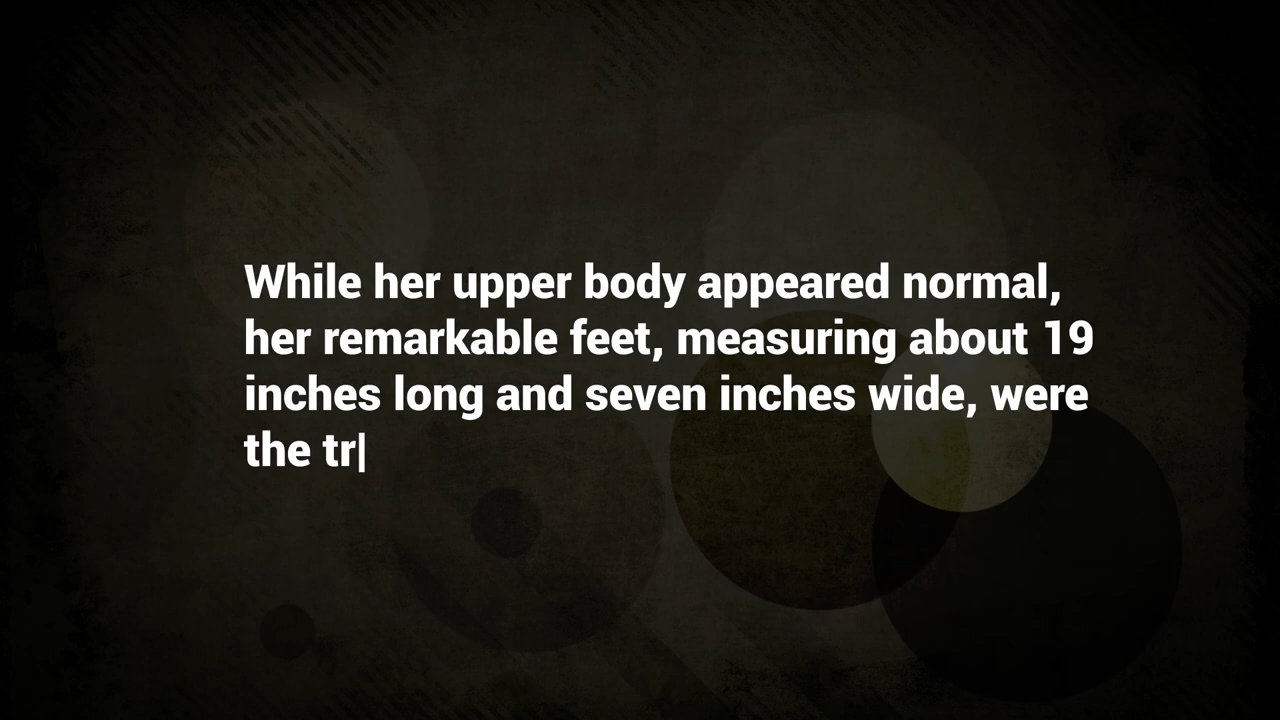 While her upper body appeared normal,
her remarkable feet, measuring about 19
inches long and seven inches wide, were
the tr|